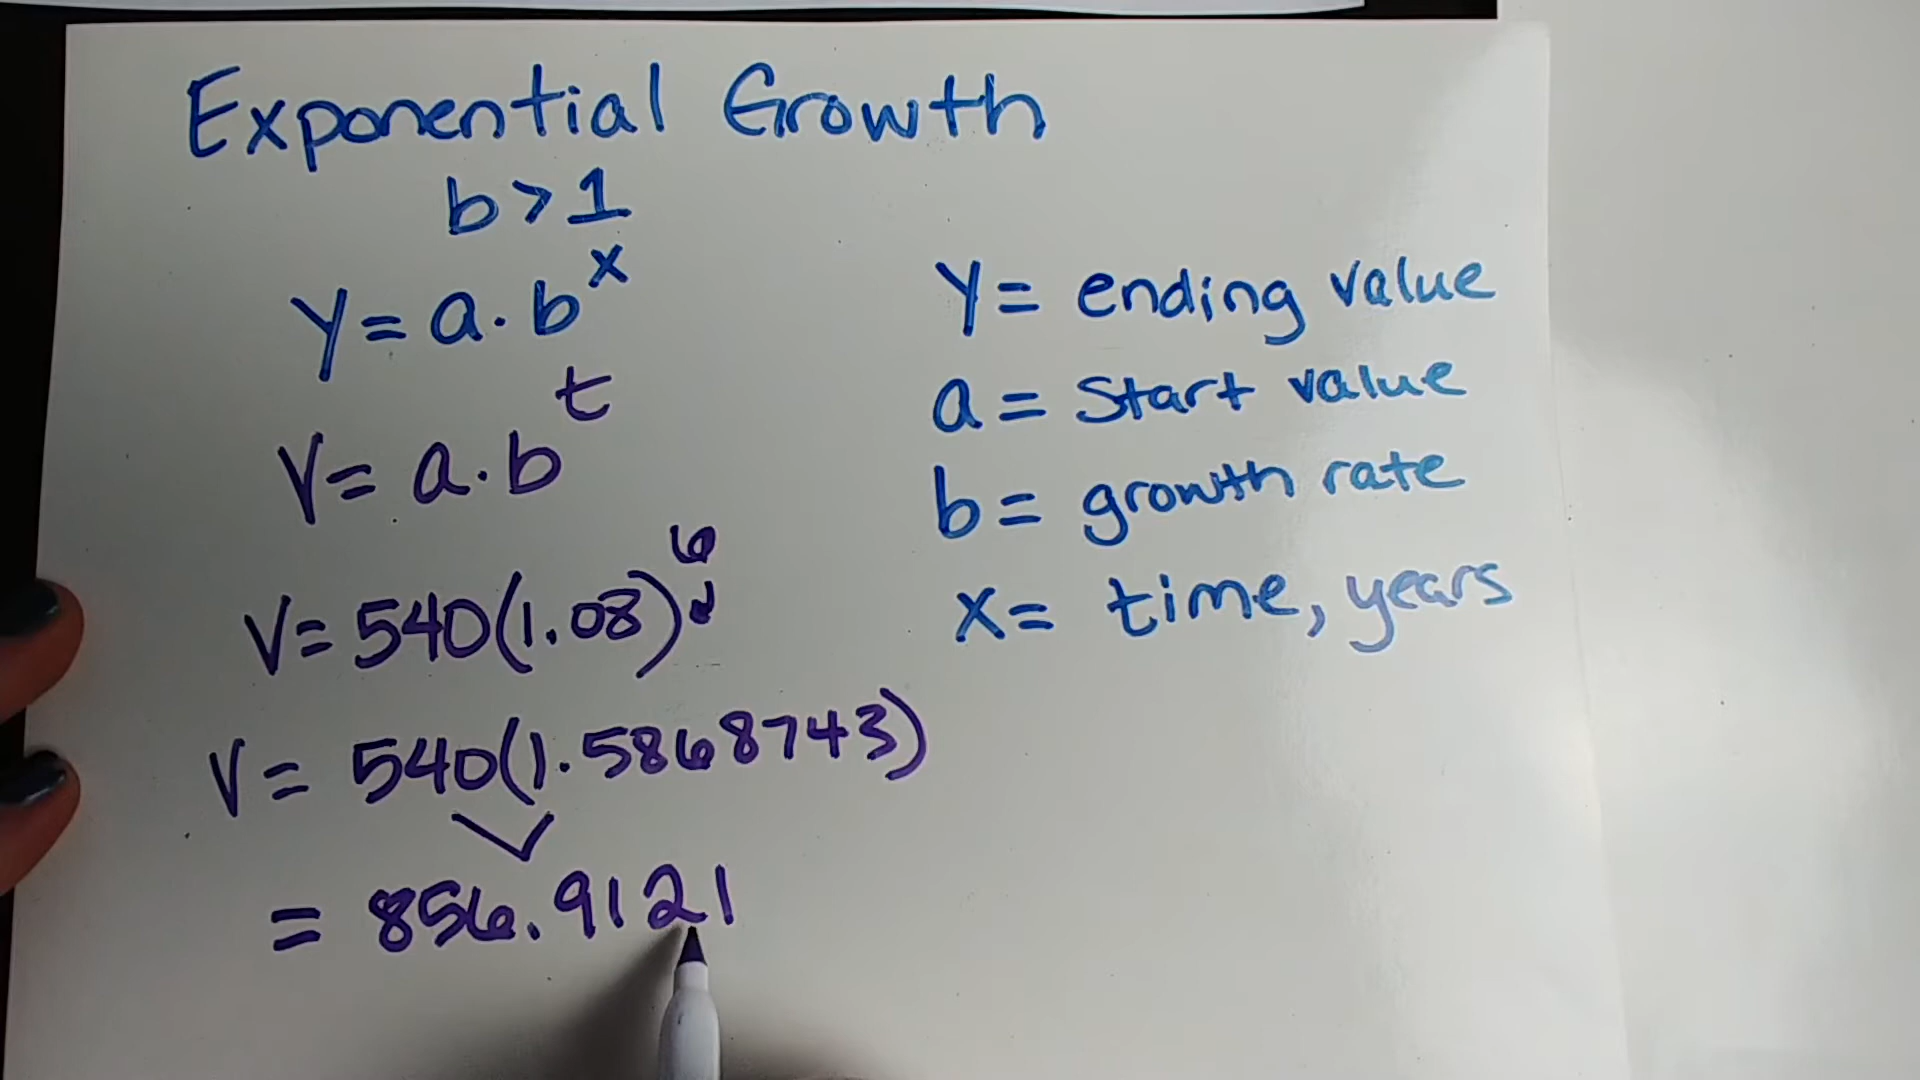 Exponential Growth
b > 1
y = a · b^x
V = a · b^t
V = 540(1.08)^6
V = 540(1.5868743)
= 856.9121
y = ending value
a = Start value
b = growth rate
x = time, years